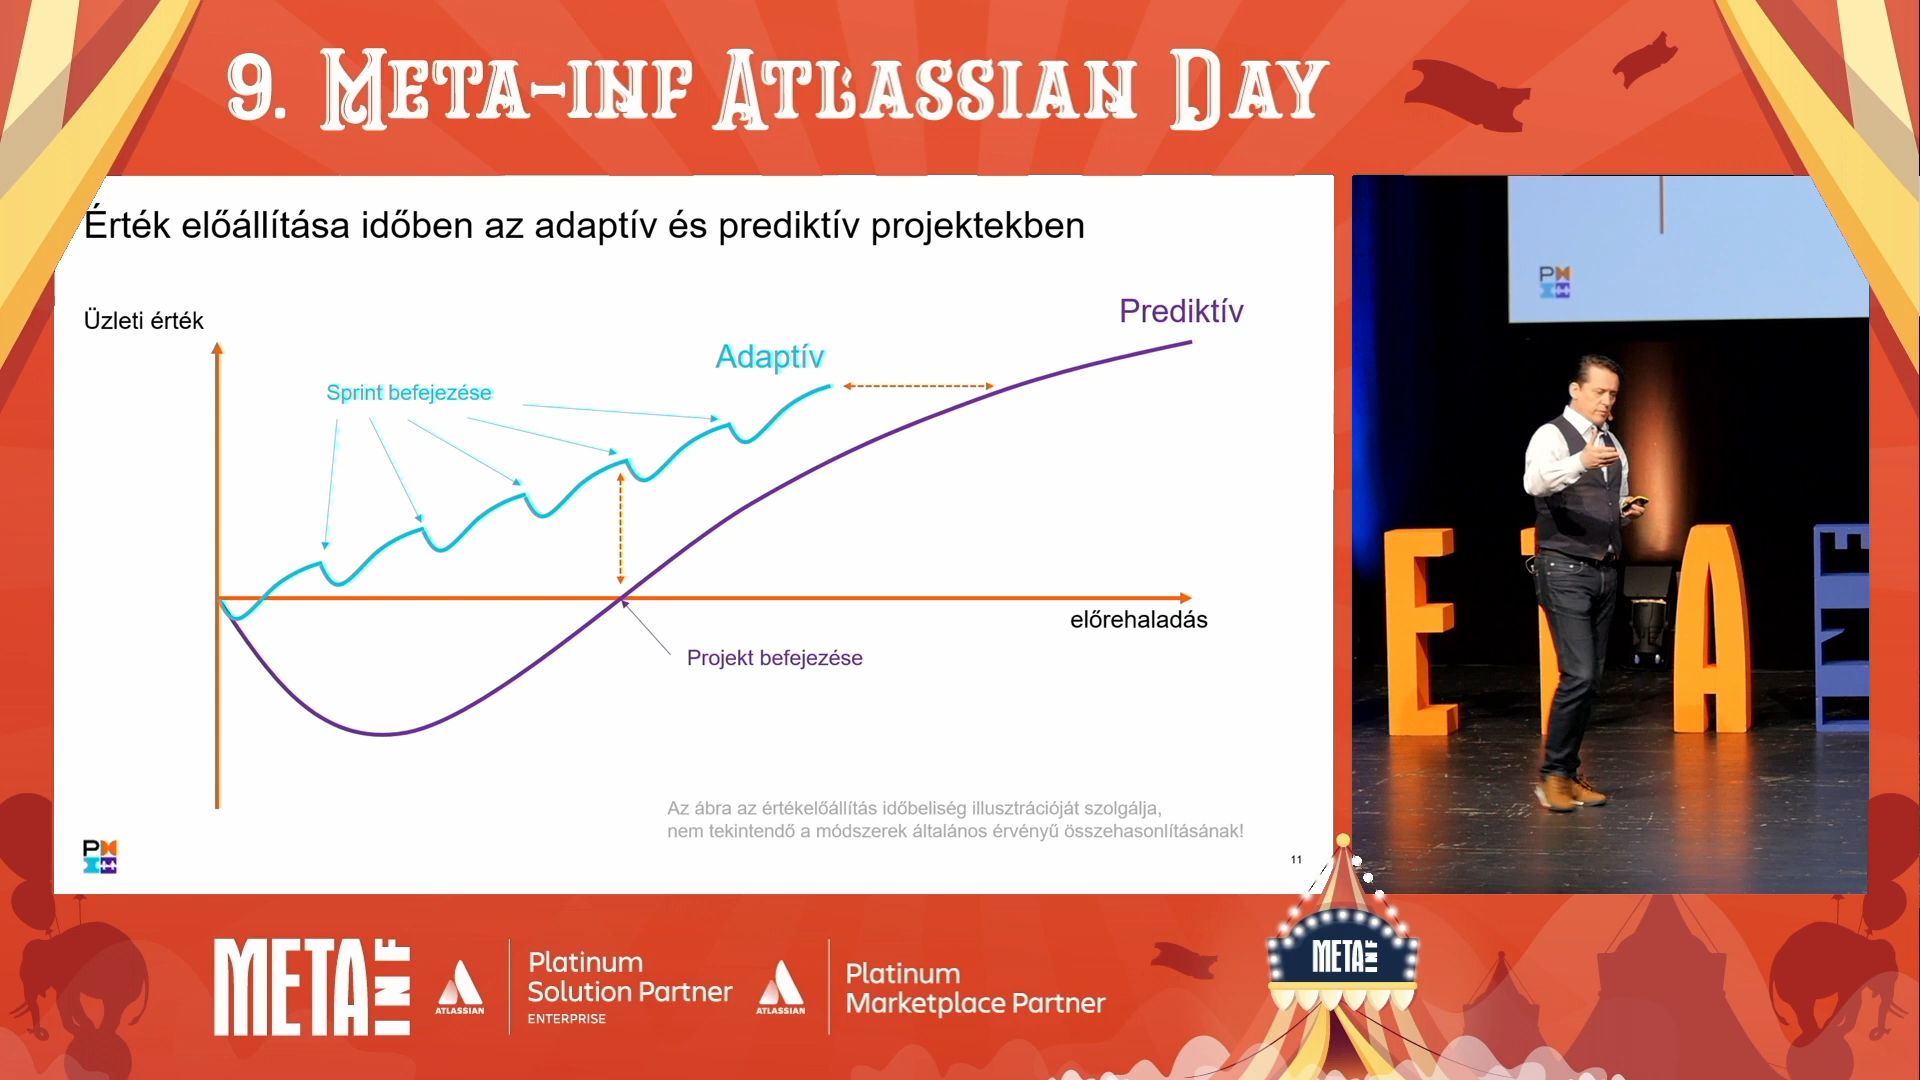 9. META-INF ATLASSIAN DAY
Érték előállítása időben az adaptív és prediktív projektekben
Üzleti érték
Prediktív
Adaptív
Sprint befejezése
előrehaladás
Projekt befejezése
Az ábra az értékelőállítás időbeliség illusztrációját szolgálja,
nem tekintendő a módszerek általános érvényű összehasonlításának!
11
E
T
A
INF
META INF
ATLASSIAN
Platinum
Solution Partner
ENTERPRISE
ATLASSIAN
Platinum
Marketplace Partner
META INF